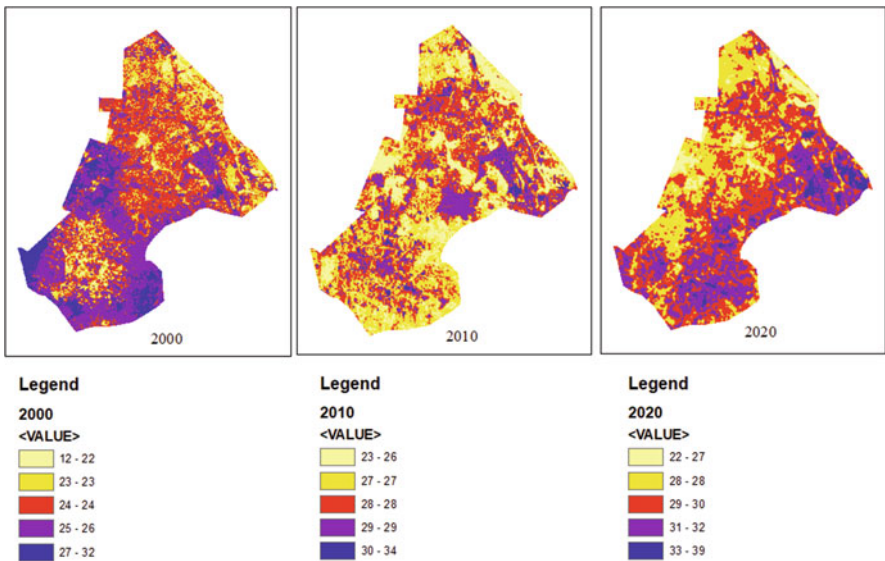 2000
2010
2020
Legend
2000
<VALUE>
12 - 22
23 - 23
24 - 24
25 - 26
27 - 32
Legend
2010
<VALUE>
23 - 26
27 - 27
28 - 28
29 - 29
30 - 34
Legend
2020
<VALUE>
22 - 27
28 - 28
29 - 30
31 - 32
33 - 39